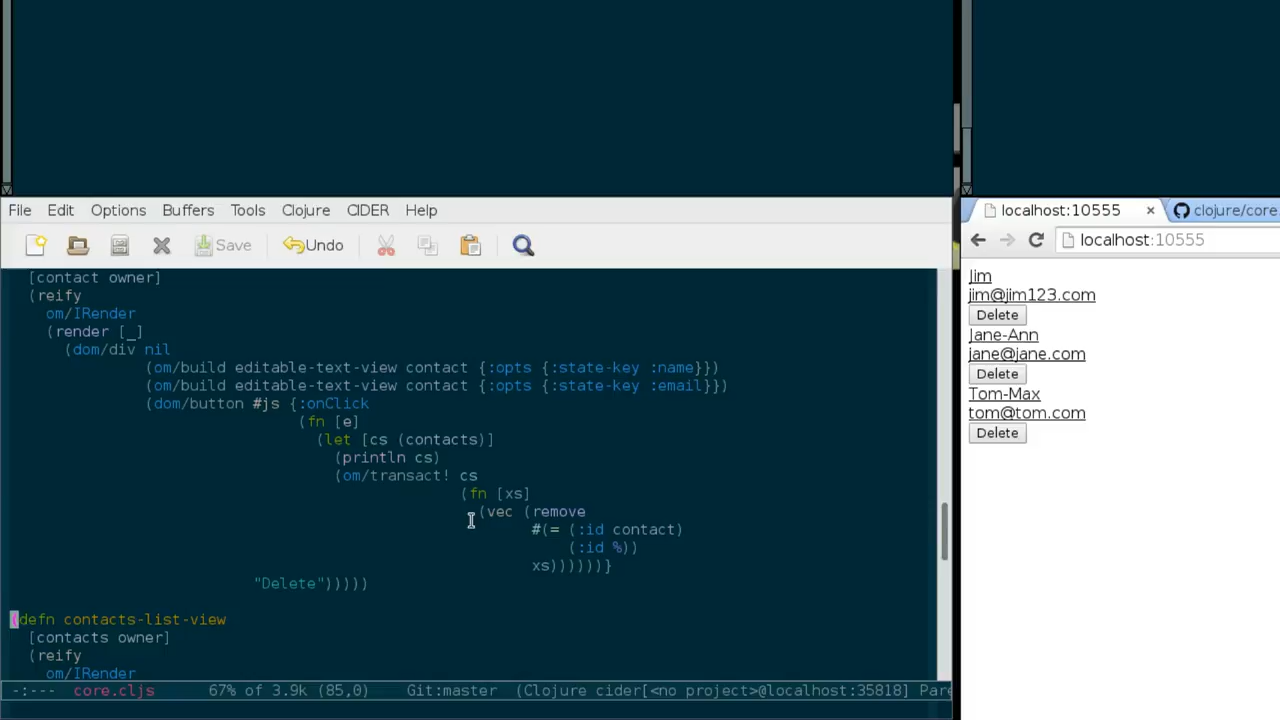 File Edit Options Buffers Tools Clojure CIDER Help
Save Undo
[contact owner]
(reify
om/IRender
(render [_]
(dom/div nil
(om/build editable-text-view contact {:opts {:state-key :name}})
(om/build editable-text-view contact {:opts {:state-key :email}})
(dom/button #js {:onClick
(fn [e]
(let [cs (contacts)]
(println cs)
(om/transact! cs
(fn [xs]
(vec (remove
#(= (:id contact)
(:id %))
xs))))))}
"Delete")))))
(defn contacts-list-view
[contacts owner]
(reify
om/IRender
-:--- core.cljs 67% of 3.9k (85,0) Git:master (Clojure cider[<no project>@localhost:35818] Pare
localhost:10555 × clojure/core
localhost:10555
Jim
jim@jim123.com
Delete
Jane-Ann
jane@jane.com
Delete
Tom-Max
tom@tom.com
Delete